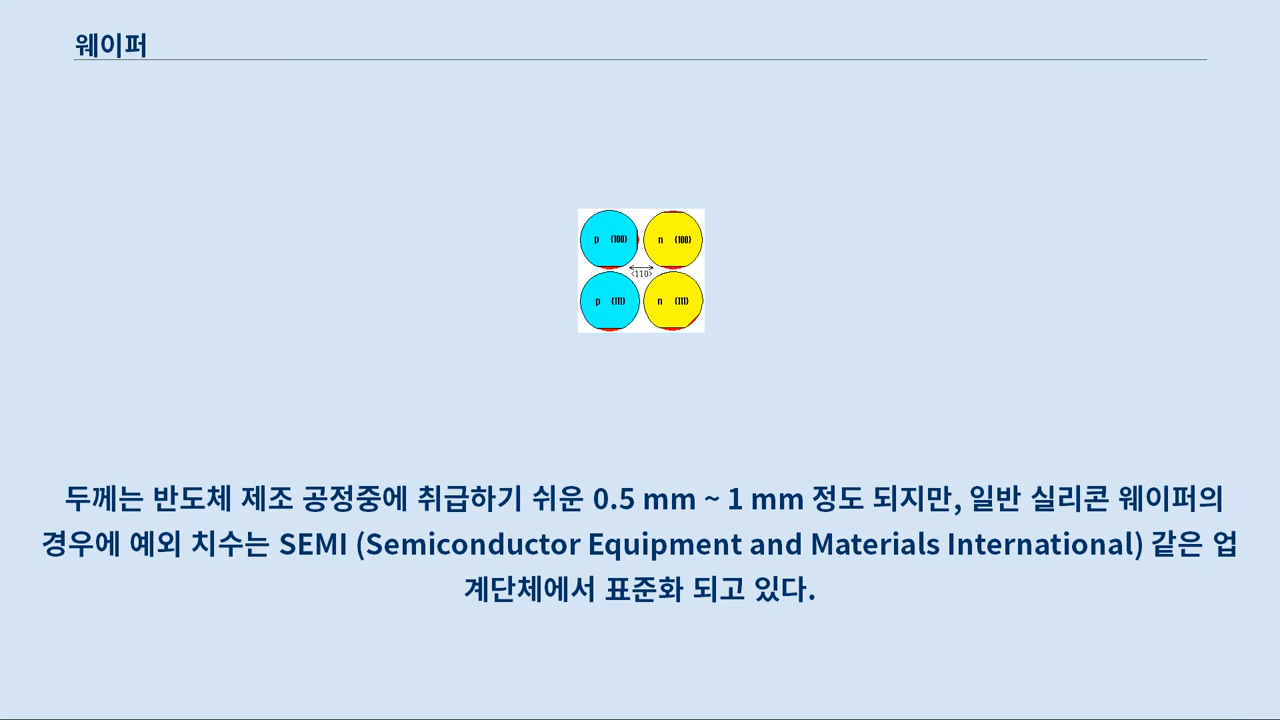 웨이퍼
p {100} n {100}
<110>
p {111} n {111}
두께는 반도체 제조 공정중에 취급하기 쉬운 0.5 mm ~ 1 mm 정도 되지만, 일반 실리콘 웨이퍼의
경우에 예외 치수는 SEMI (Semiconductor Equipment and Materials International) 같은 업
계단체에서 표준화 되고 있다.